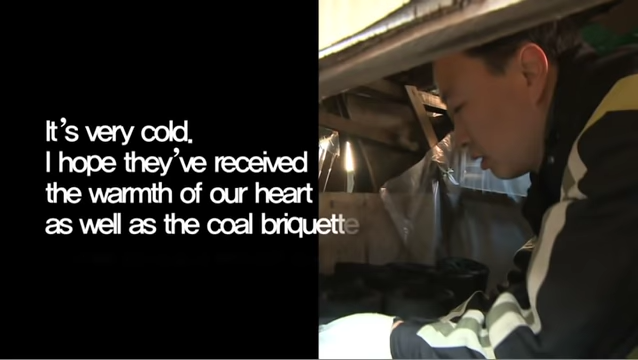 It's very cold.
I hope they've received
the warmth of our heart
as well as the coal briquette